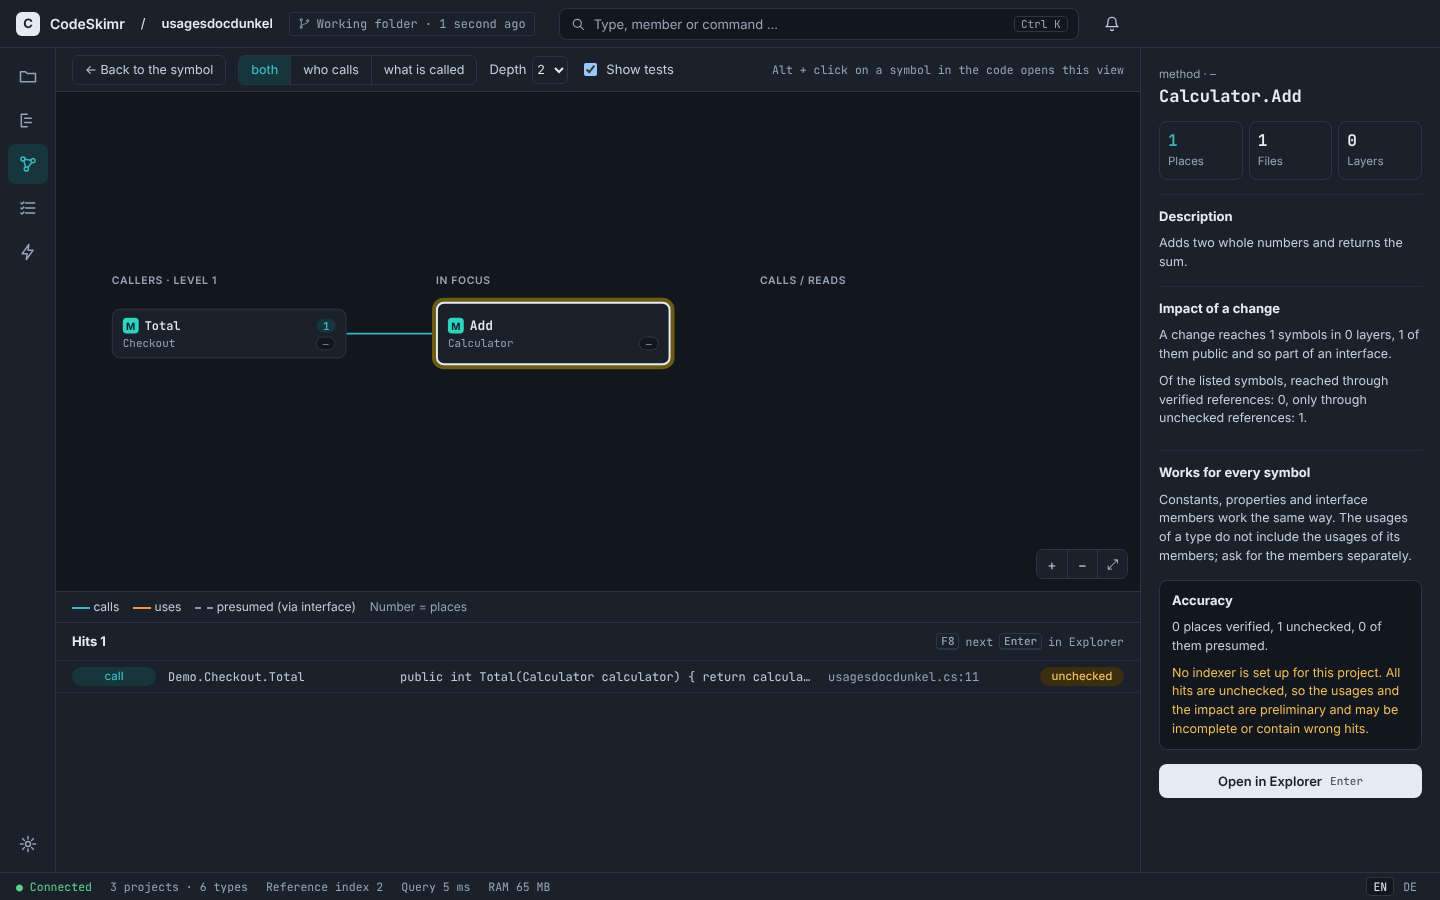 C CodeSkimr / usagesdocdunkel Working folder · 1 second ago Type, member or command ... Ctrl K
← Back to the symbol both who calls what is called Depth 2 Show tests Alt + click on a symbol in the code opens this view
CALLERS · LEVEL 1 IN FOCUS CALLS / READS
M Total 1
Checkout –
M Add
Calculator –
+ −
calls uses presumed (via interface) Number = places
Hits 1 F8 next Enter in Explorer
call Demo.Checkout.Total public int Total(Calculator calculator) { return calcula… usagesdocdunkel.cs:11 unchecked
method · –
Calculator.Add
1 1 0
Places Files Layers
Description
Adds two whole numbers and returns the
sum.
Impact of a change
A change reaches 1 symbols in 0 layers, 1 of
them public and so part of an interface.
Of the listed symbols, reached through
verified references: 0, only through
unchecked references: 1.
Works for every symbol
Constants, properties and interface
members work the same way. The usages
of a type do not include the usages of its
members; ask for the members separately.
Accuracy
0 places verified, 1 unchecked, 0 of
them presumed.
No indexer is set up for this project. All
hits are unchecked, so the usages and
the impact are preliminary and may be
incomplete or contain wrong hits.
Open in Explorer Enter
● Connected 3 projects · 6 types Reference index 2 Query 5 ms RAM 65 MB EN DE